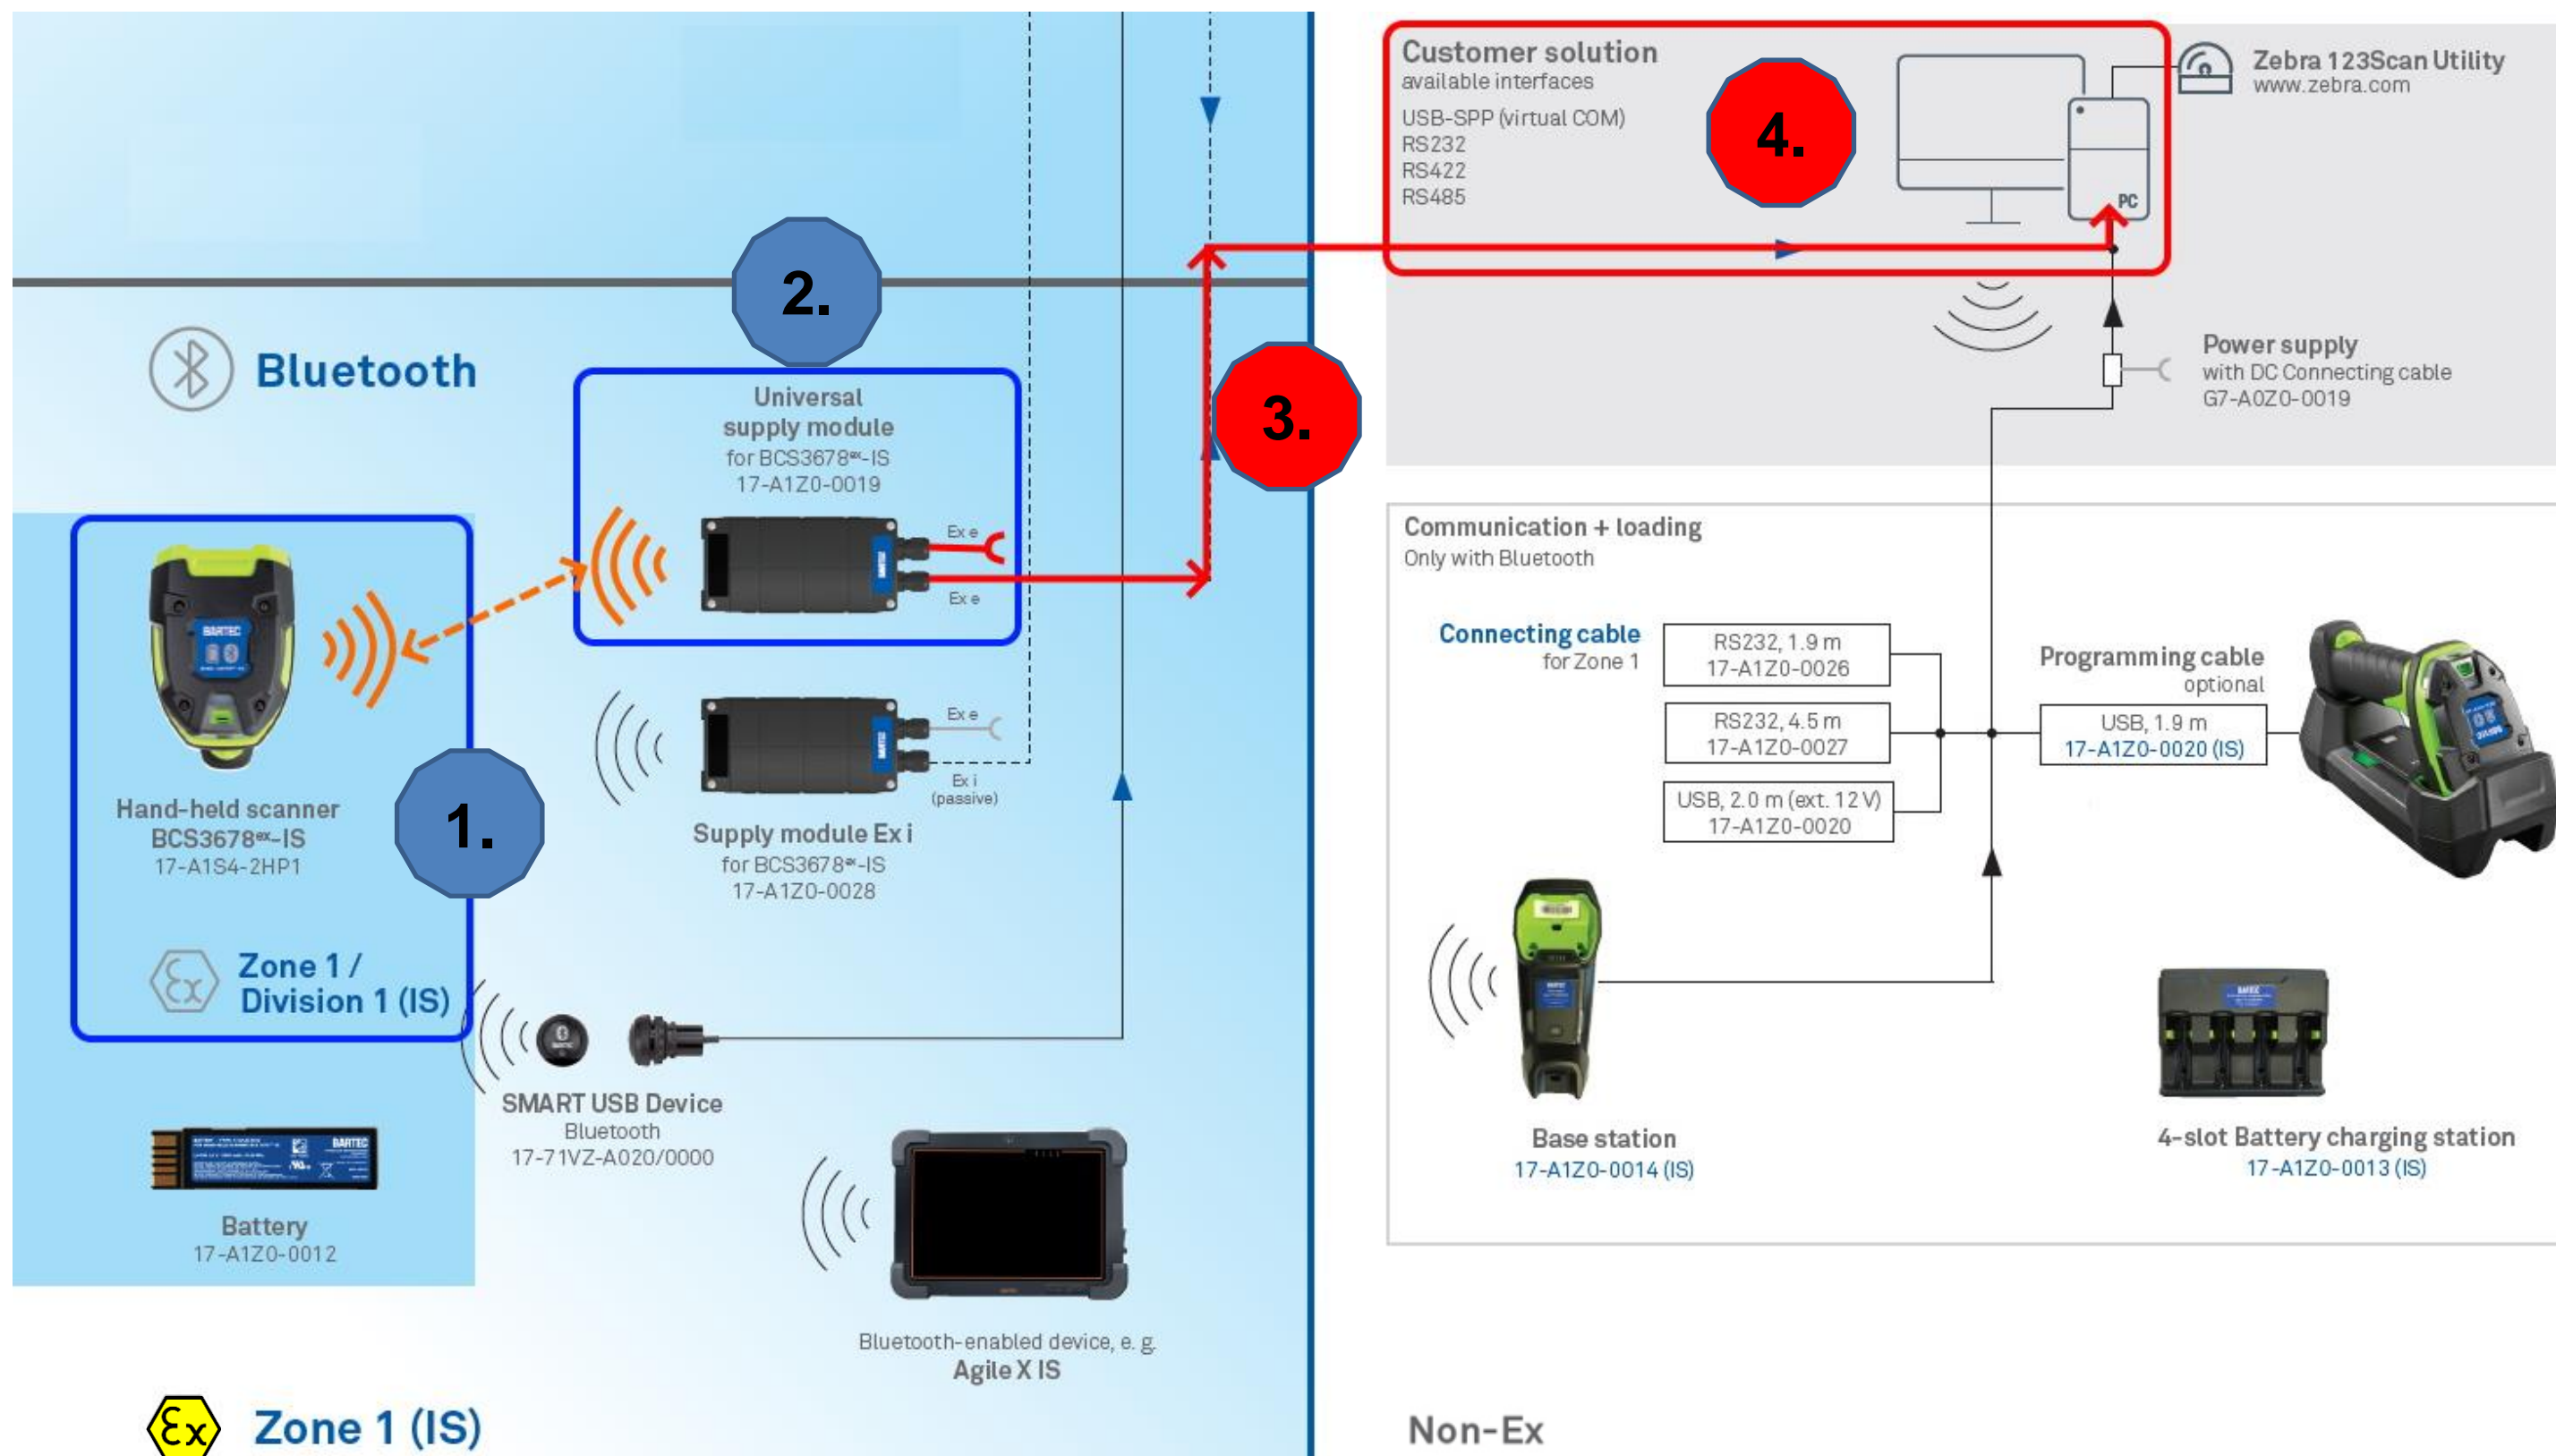 Customer solution
available interfaces
USB-SPP (virtual COM)
RS232
RS422
RS485
4.
PC
Zebra 123Scan Utility
www.zebra.com
2.
Bluetooth
Universal
supply module
for BCS3678ex-IS
17-A1Z0-0019
Ex e
Ex e
3.
Power supply
with DC Connecting cable
G7-A0Z0-0019
BARTEC
Hand-held scanner
BCS3678ex-IS
17-A1S4-2HP1
1.
Zone 1 /
Division 1 (IS)
Ex e
Ex i
(passive)
Supply module Ex i
for BCS3678ex-IS
17-A1Z0-0028
Communication + loading
Only with Bluetooth
Connecting cable
for Zone 1
RS232, 1.9 m
17-A1Z0-0026
RS232, 4.5 m
17-A1Z0-0027
USB, 2.0 m (ext. 12 V)
17-A1Z0-0020
Programming cable
optional
USB, 1.9 m
17-A1Z0-0020 (IS)
SMART USB Device
Bluetooth
17-71VZ-A020/0000
BARTEC
Battery
17-A1Z0-0012
Bluetooth-enabled device, e. g.
Agile X IS
Base station
17-A1Z0-0014 (IS)
4-slot Battery charging station
17-A1Z0-0013 (IS)
Ex
Zone 1 (IS)
Non-Ex